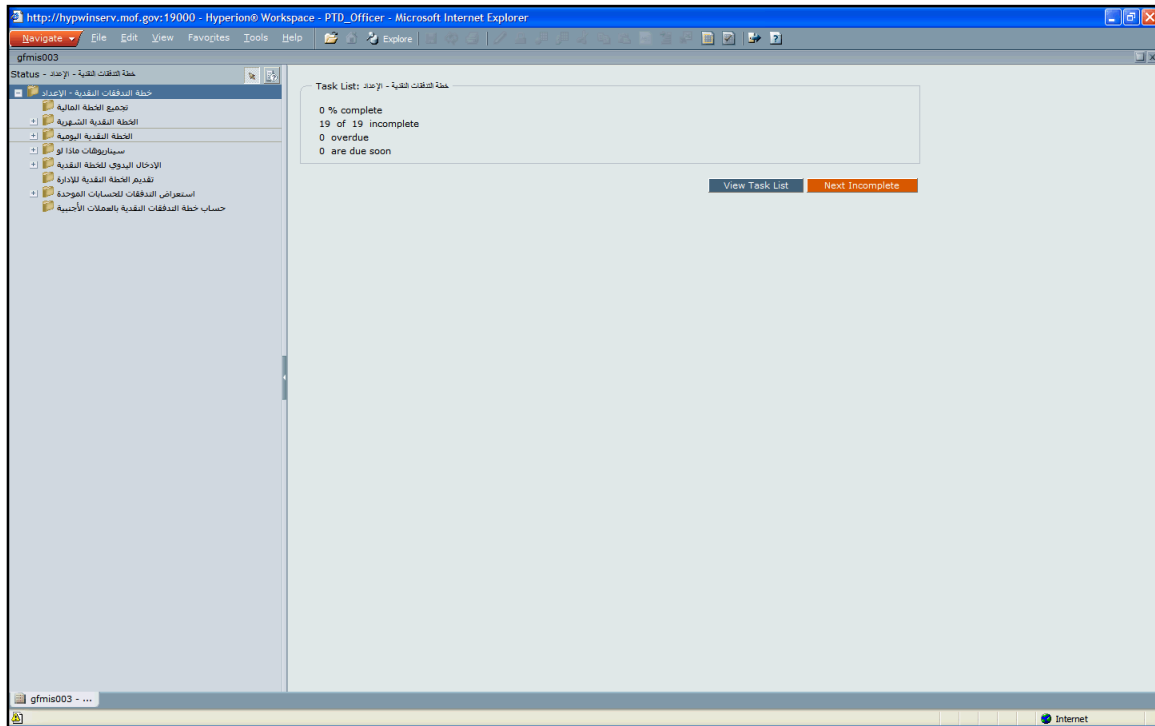 http://hypwinserv.mof.gov:19000 - Hyperion® Workspace - PTD_Officer - Microsoft Internet Explorer
Navigate File Edit View Favorites Tools Help Explore
gfmis003
Status - خطة التدفقات النقدية - الإعداد
خطة التدفقات النقدية - الإعداد
تجميع الخطة المالية
الخطة النقدية الشهرية
الخطة النقدية اليومية
سيناريوهات ماذا لو
الإدخال اليدوي للخطة النقدية
تقديم الخطة النقدية للإدارة
استعراض التدفقات للحسابات الموحدة
حساب خطة التدفقات النقدية بالعملات الأجنبية
Task List: خطة التدفقات النقدية - الإعداد
0 % complete
19 of 19 incomplete
0 overdue
0 are due soon
View Task List Next Incomplete
gfmis003 - ...
Internet